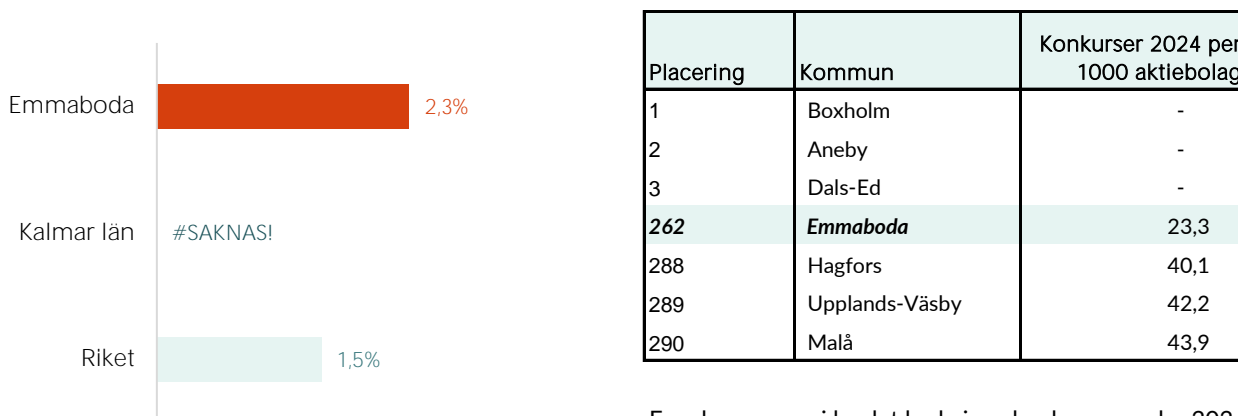 Emmaboda 2,3%
Kalmar län #SAKNAS!
Riket 1,5%
Placering Kommun Konkurser 2024 per
1000 aktiebolag
1 Boxholm -
2 Aneby -
3 Dals-Ed -
262 Emmaboda 23,3
288 Hagfors 40,1
289 Upplands-Väsby 42,2
290 Malå 43,9